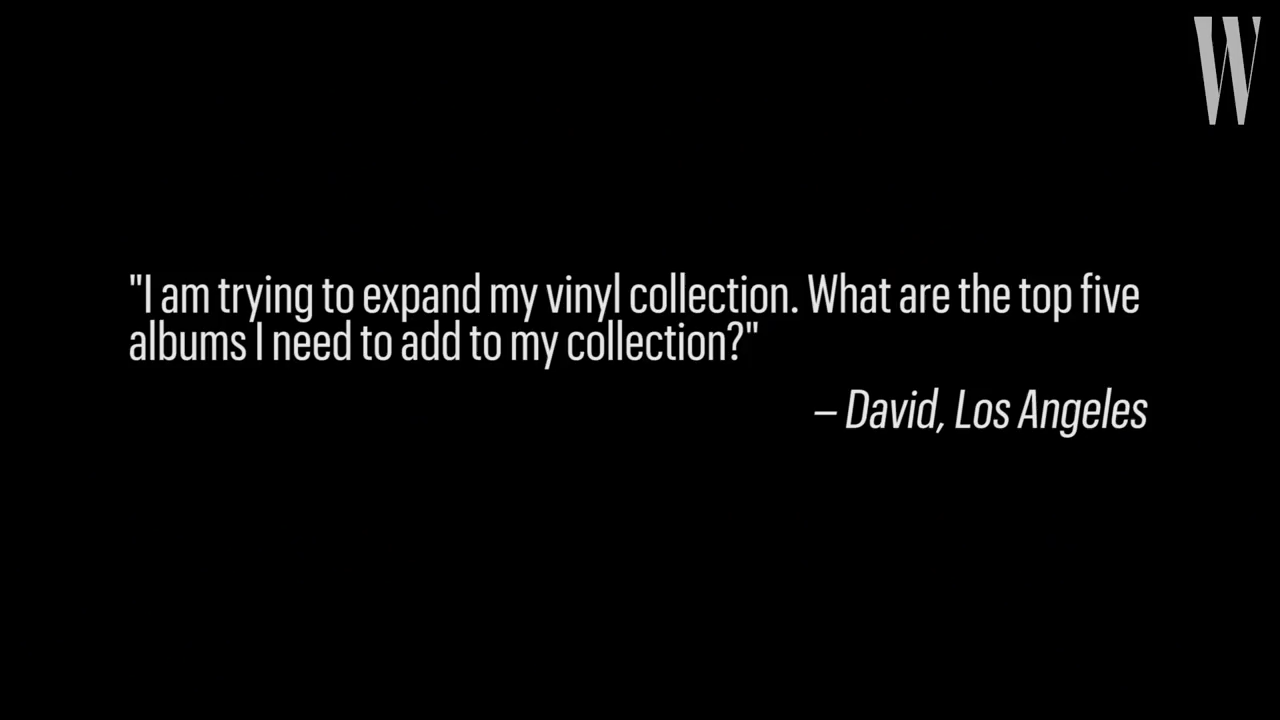 W
"I am trying to expand my vinyl collection. What are the top five
albums I need to add to my collection?"
– David, Los Angeles